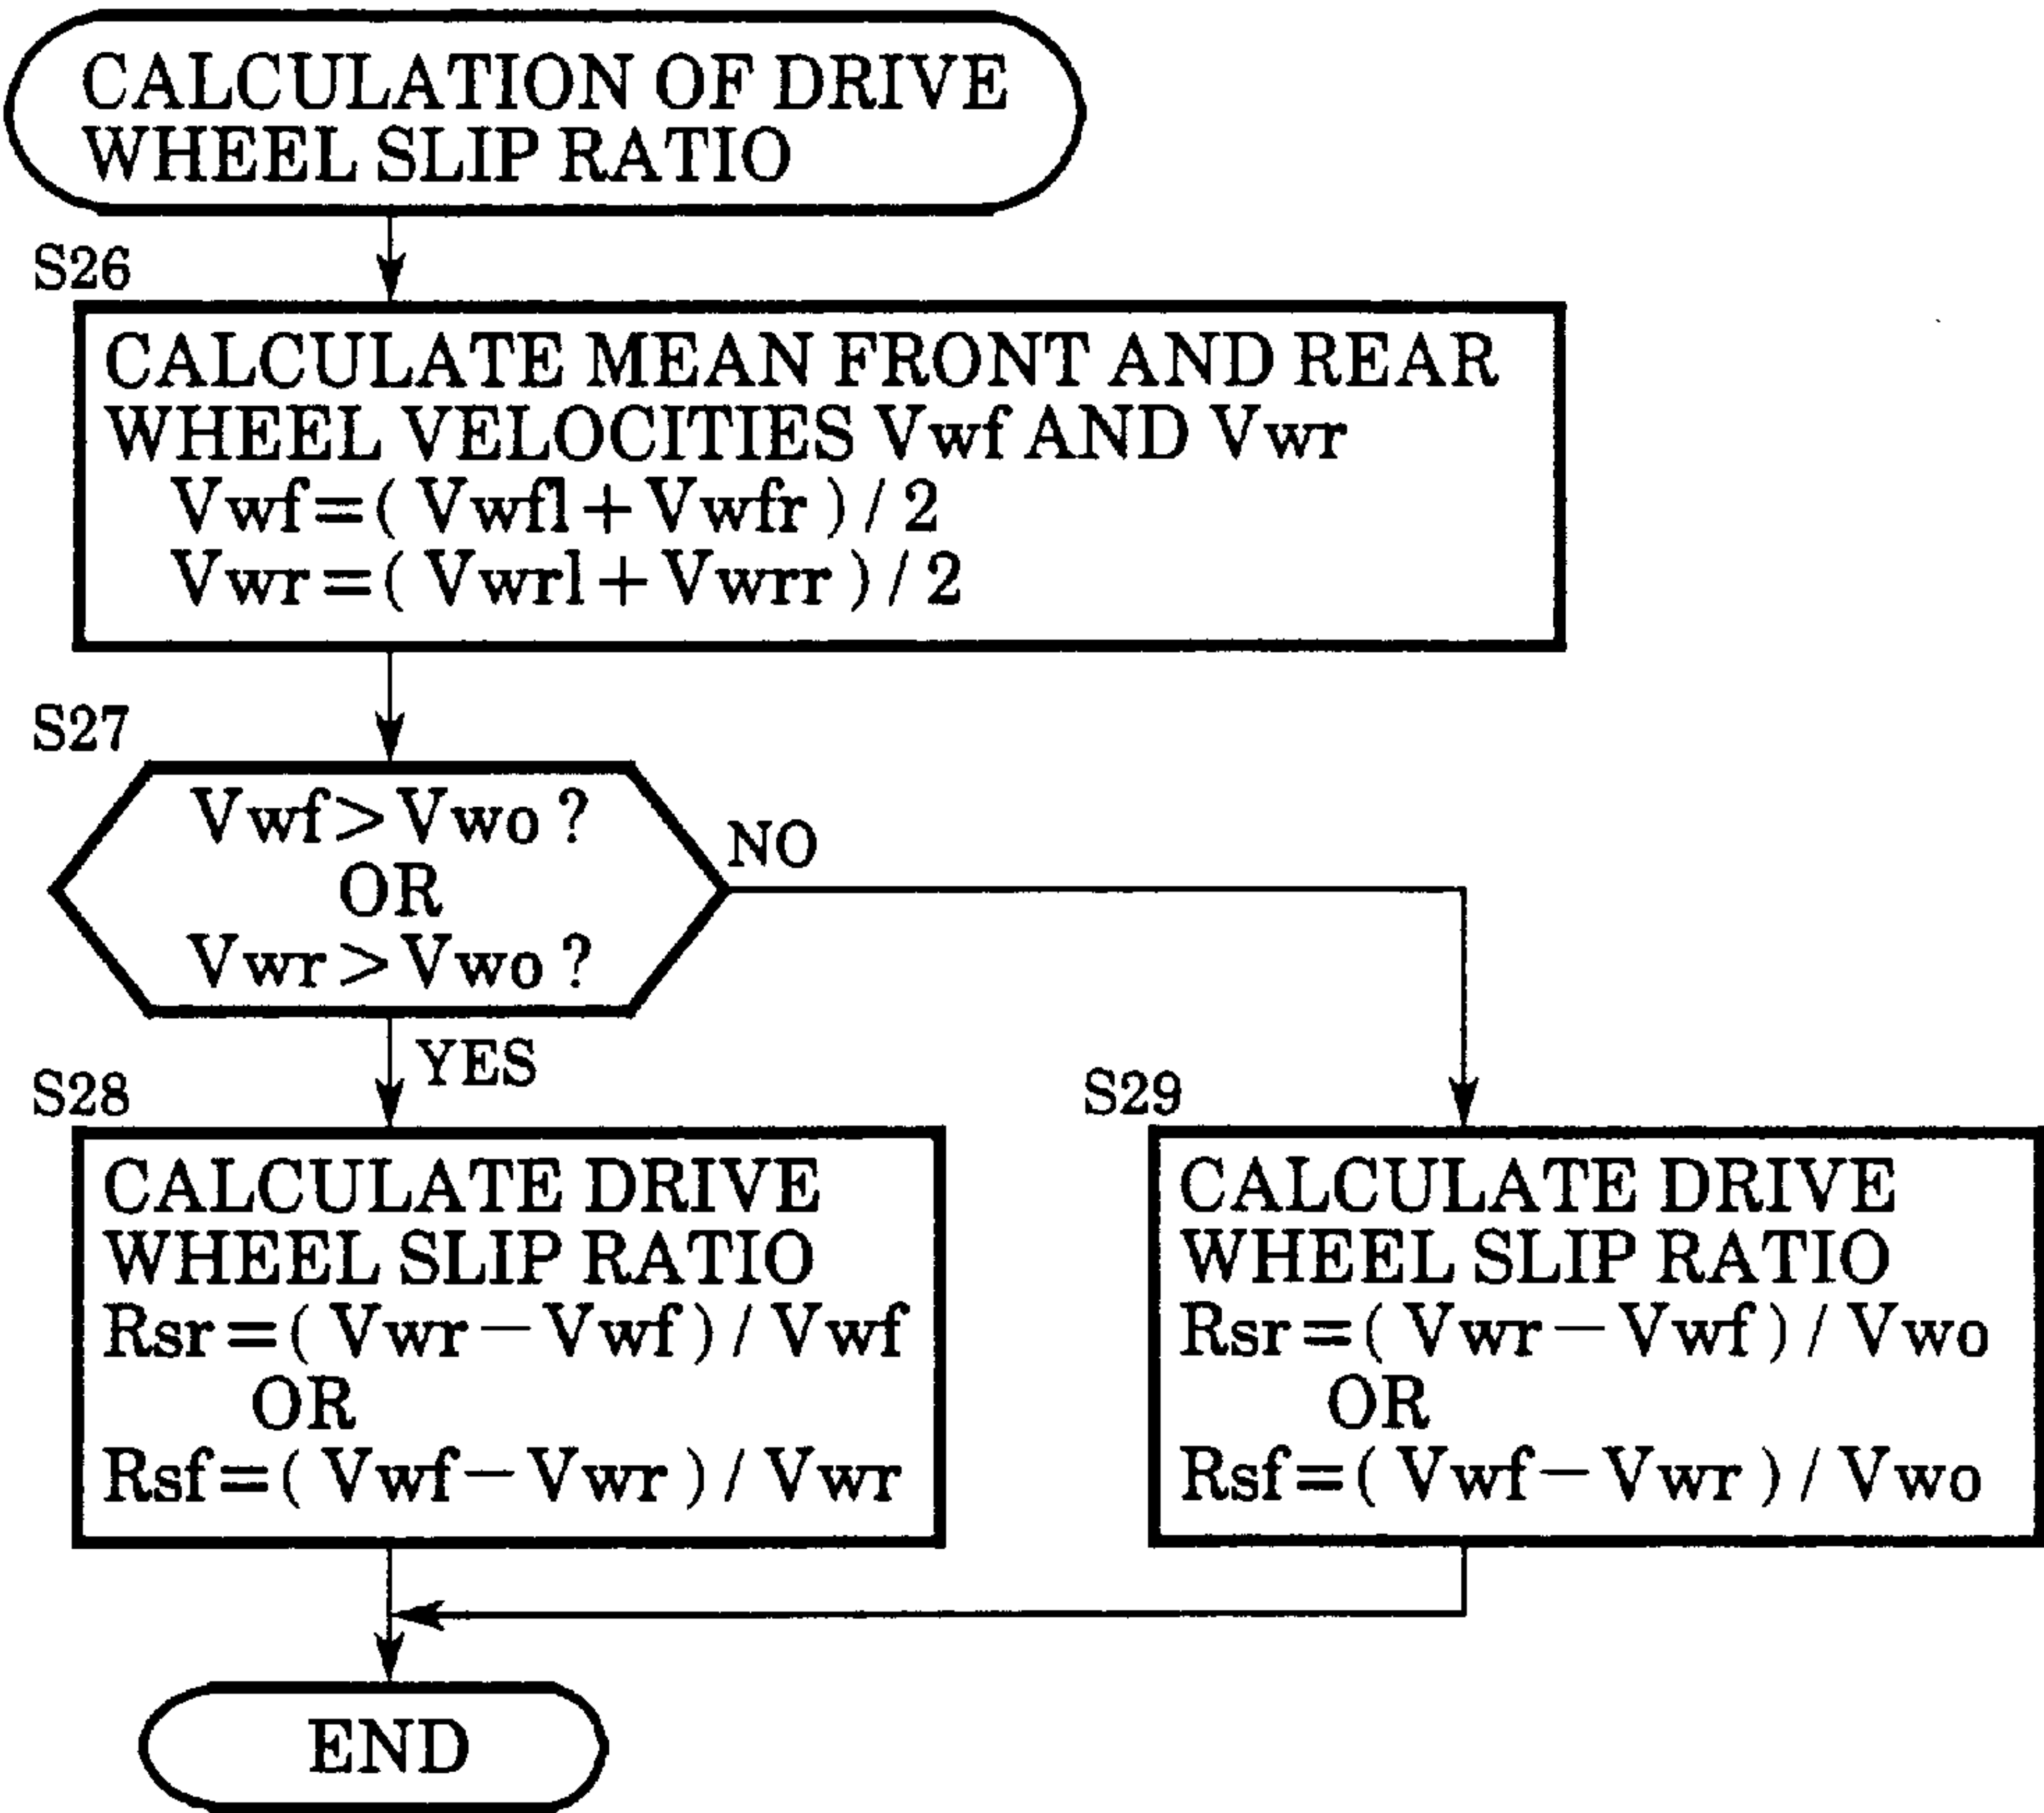 CALCULATION OF DRIVE
WHEEL SLIP RATIO
S26
CALCULATE MEAN FRONT AND REAR
WHEEL VELOCITIES Vwf AND Vwr
Vwf=(Vwfl+Vwfr)/2
Vwr=(Vwrl+Vwrr)/2
S27
Vwf>Vwo?
OR
Vwr>Vwo?
NO
YES
S28
CALCULATE DRIVE
WHEEL SLIP RATIO
Rsr=(Vwr-Vwf)/Vwf
OR
Rsf=(Vwf-Vwr)/Vwr
S29
CALCULATE DRIVE
WHEEL SLIP RATIO
Rsr=(Vwr-Vwf)/Vwo
OR
Rsf=(Vwf-Vwr)/Vwo
END